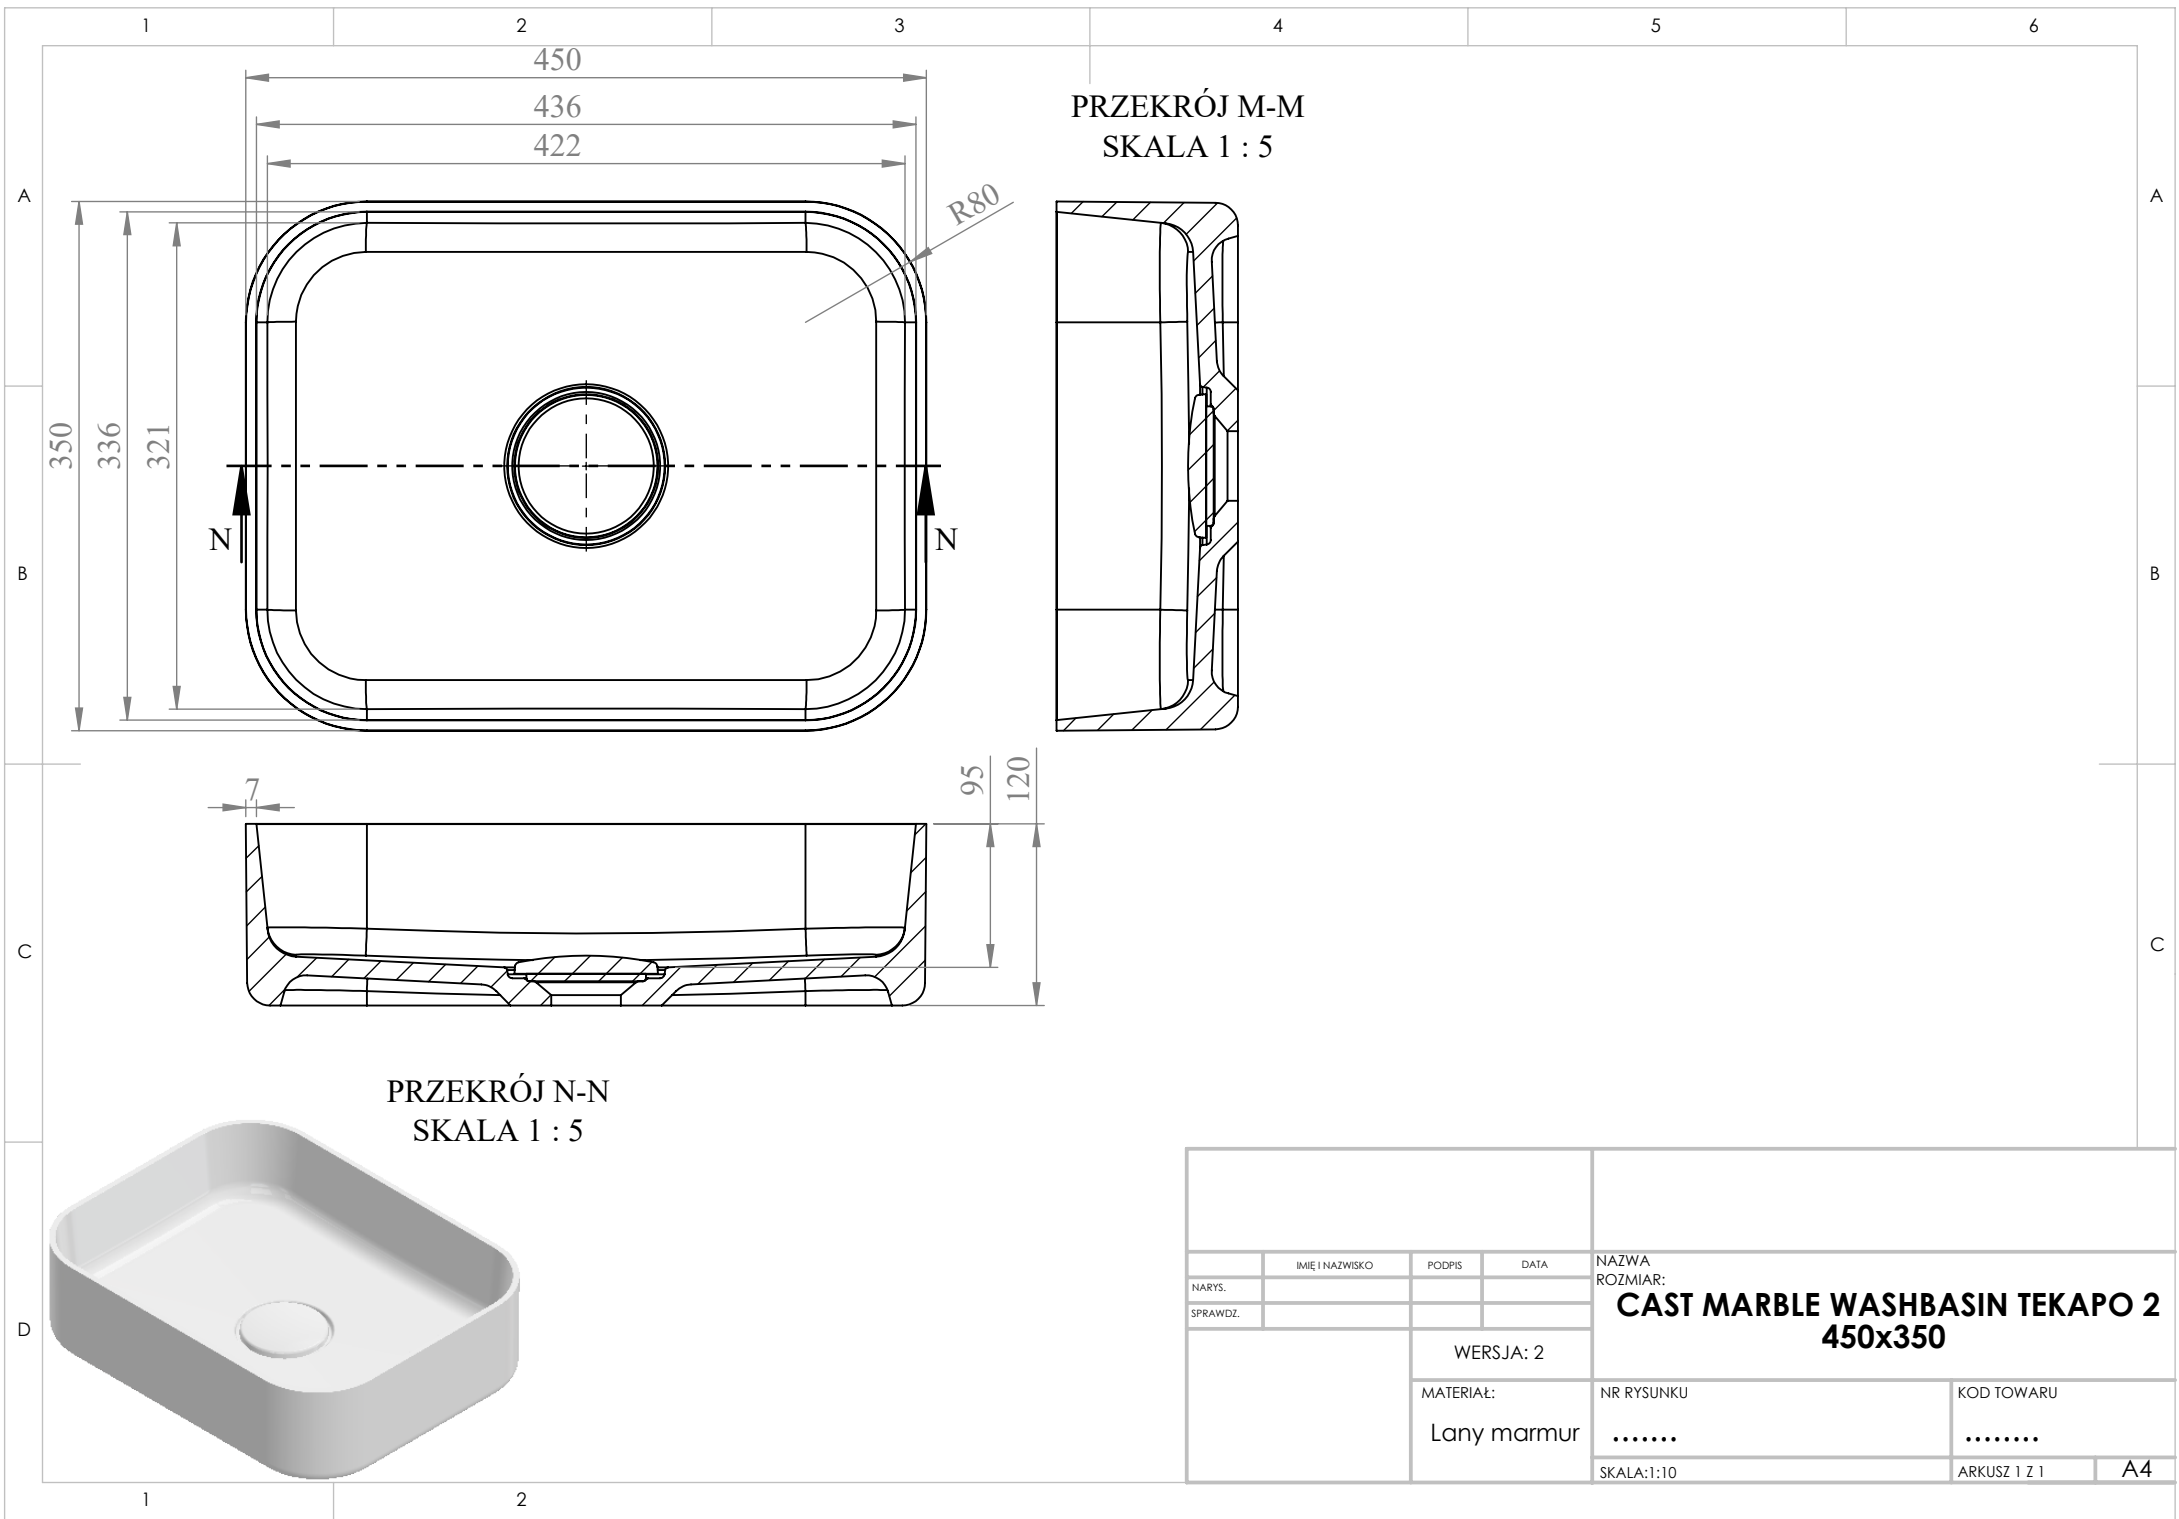 1 2 3 4 5 6
450
436
422
PRZEKRÓJ M-M
SKALA 1 : 5
A A
R80
350
336
321
N N
B B
7
95
120
C C
PRZEKRÓJ N-N
SKALA 1 : 5
D
IMIĘ I NAZWISKO PODPIS DATA
NARYS.
SPRAWDZ.
NAZWA
ROZMIAR:
CAST MARBLE WASHBASIN TEKAPO 2
450x350
WERSJA: 2
MATERIAŁ:
Lany marmur
NR RYSUNKU
.......
KOD TOWARU
........
SKALA:1:10
ARKUSZ 1 Z 1
A4
1 2